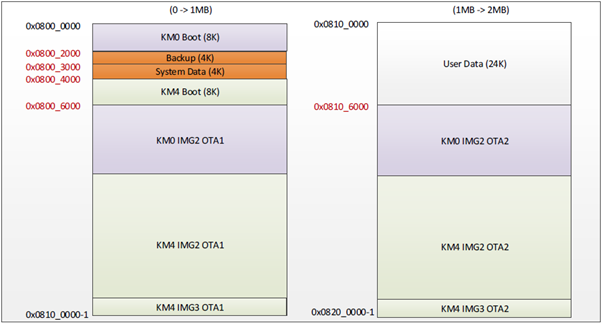 (0 -> 1MB)
0x0800_0000
KM0 Boot (8K)
0x0800_2000
Backup (4K)
0x0800_3000
System Data (4K)
0x0800_4000
KM4 Boot (8K)
0x0800_6000
KM0 IMG2 OTA1
KM4 IMG2 OTA1
KM4 IMG3 OTA1
0x0810_0000-1
(1MB -> 2MB)
0x0810_0000
User Data (24K)
0x0810_6000
KM0 IMG2 OTA2
KM4 IMG2 OTA2
KM4 IMG3 OTA2
0x0820_0000-1